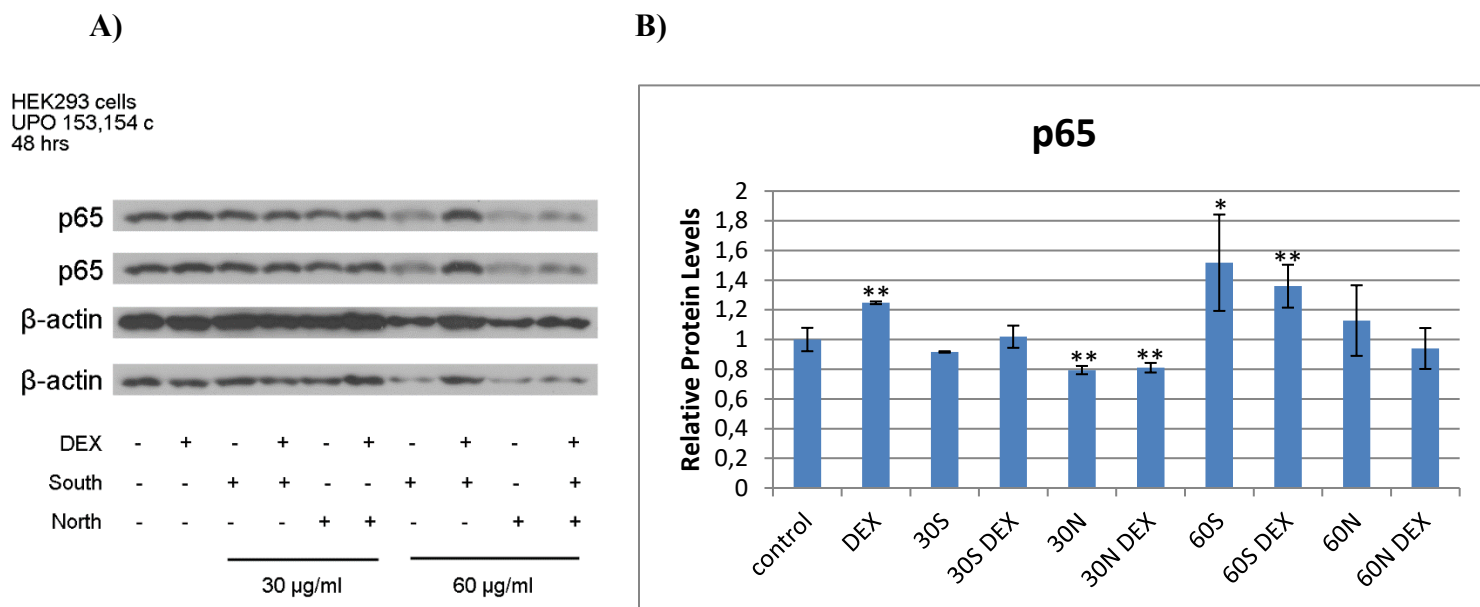 A)
HEK293 cells
UPO 153,154 c
48 hrs
p65
p65
β-actin
β-actin
DEX - + - + - + - + - +
South - - + + - - + + - +
North - - - - + + - - + +
30 µg/ml 60 µg/ml
B)
p65
Relative Protein Levels
2
1,8
1,6
1,4
1,2
1
0,8
0,6
0,4
0,2
0
**
**
**
*
**
control DEX 30S 30S DEX 30N 30N DEX 60S 60S DEX 60N 60N DEX